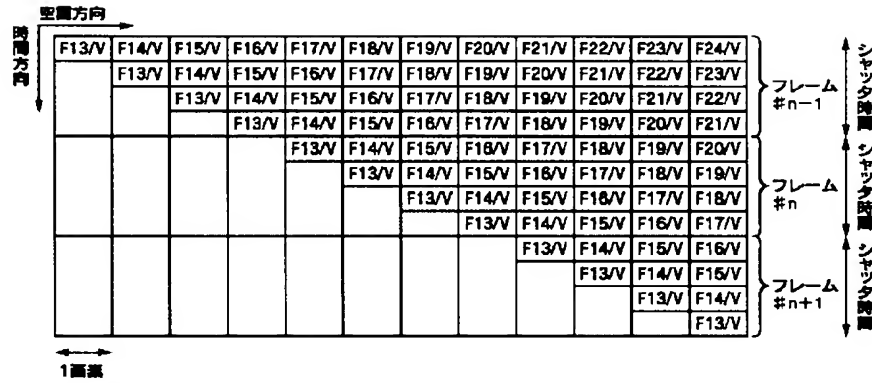 空間方向
時間方向
F13/V F14/V F15/V F16/V F17/V F18/V F19/V F20/V F21/V F22/V F23/V F24/V
F13/V F14/V F15/V F16/V F17/V F18/V F19/V F20/V F21/V F22/V F23/V
F13/V F14/V F15/V F16/V F17/V F18/V F19/V F20/V F21/V F22/V
F13/V F14/V F15/V F16/V F17/V F18/V F19/V F20/V F21/V
フレーム
#n-1
シャッタ時間
F13/V F14/V F15/V F16/V F17/V F18/V F19/V F20/V
F13/V F14/V F15/V F16/V F17/V F18/V F19/V
F13/V F14/V F15/V F16/V F17/V F18/V
F13/V F14/V F15/V F16/V F17/V
フレーム
#n
シャッタ時間
F13/V F14/V F15/V F16/V
F13/V F14/V F15/V
F13/V F14/V
F13/V
フレーム
#n+1
シャッタ時間
1画素